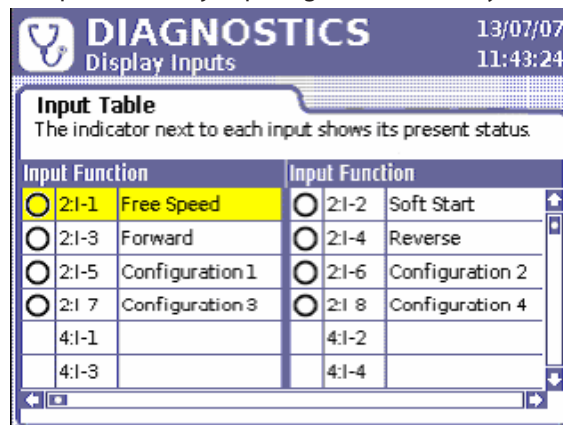 DIAGNOSTICS 13/07/07
Display Inputs 11:43:24
Input Table
The indicator next to each input shows its present status.
Input Function Input Function
2:I-1 Free Speed 2:I-2 Soft Start
2:I-3 Forward 2:I-4 Reverse
2:I-5 Configuration 1 2:I-6 Configuration 2
2:I 7 Configuration 3 2:I 8 Configuration 4
4:I-1 4:I-2
4:I-3 4:I-4